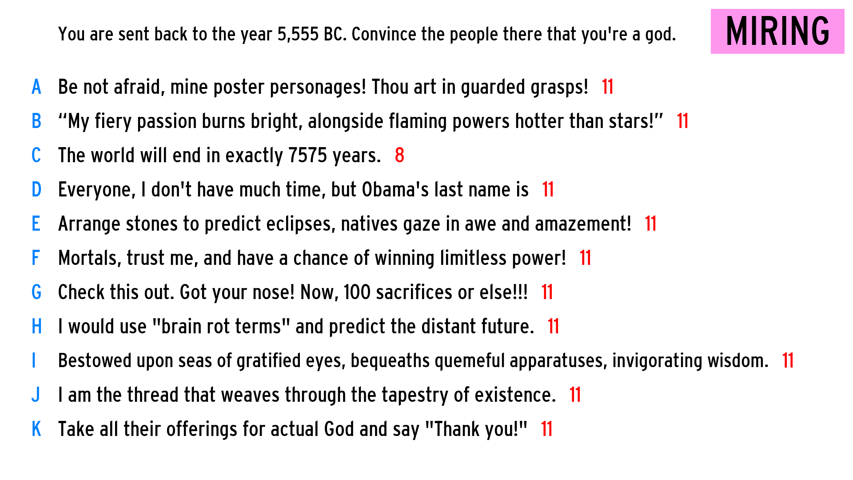 You are sent back to the year 5,555 BC. Convince the people there that you're a god.
MIRING
A Be not afraid, mine poster personages! Thou art in guarded grasps! 11
B “My fiery passion burns bright, alongside flaming powers hotter than stars!” 11
C The world will end in exactly 7575 years. 8
D Everyone, I don't have much time, but Obama's last name is 11
E Arrange stones to predict eclipses, natives gaze in awe and amazement! 11
F Mortals, trust me, and have a chance of winning limitless power! 11
G Check this out. Got your nose! Now, 100 sacrifices or else!!! 11
H I would use "brain rot terms" and predict the distant future. 11
I Bestowed upon seas of gratified eyes, bequeaths quemeful apparatuses, invigorating wisdom. 11
J I am the thread that weaves through the tapestry of existence. 11
K Take all their offerings for actual God and say "Thank you!" 11